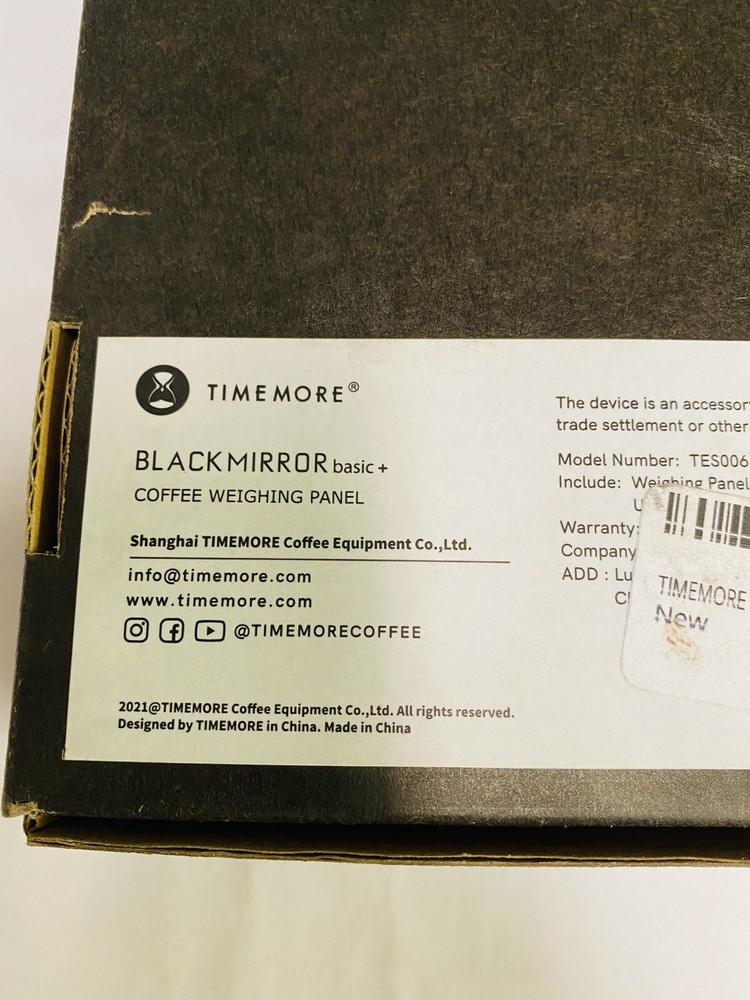 TIMEMORE®
BLACKMIRROR basic+
COFFEE WEIGHING PANEL
Shanghai TIMEMORE Coffee Equipment Co.,Ltd.
info@timemore.com
www.timemore.com
@TIMEMORECOFFEE
2021@TIMEMORE Coffee Equipment Co.,Ltd. All rights reserved.
Designed by TIMEMORE in China. Made in China
The device is an accessor
trade settlement or other
Model Number: TES006
Include: Weighing Panel
Warranty:
Company
ADD : Lu
TIMEMORE
New